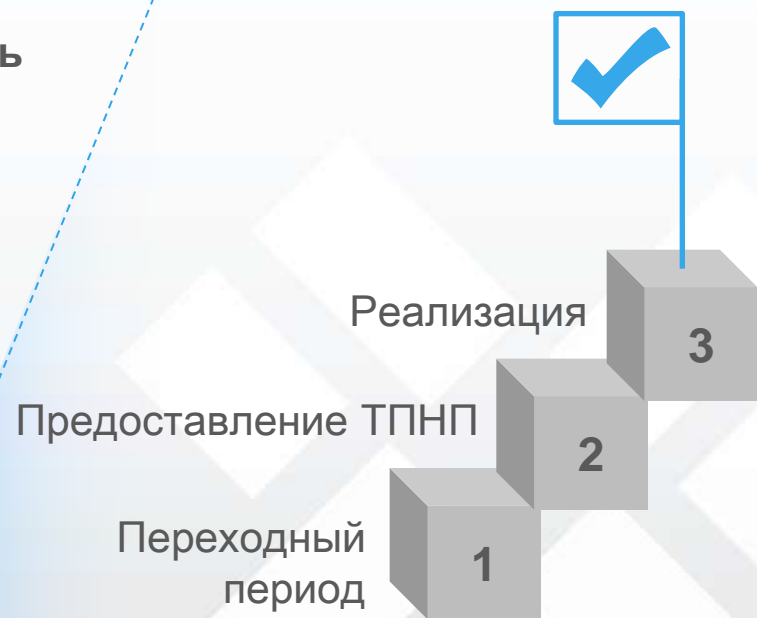 ь
Реализация
3
Предоставление ТПНП
2
Переходный
период
1